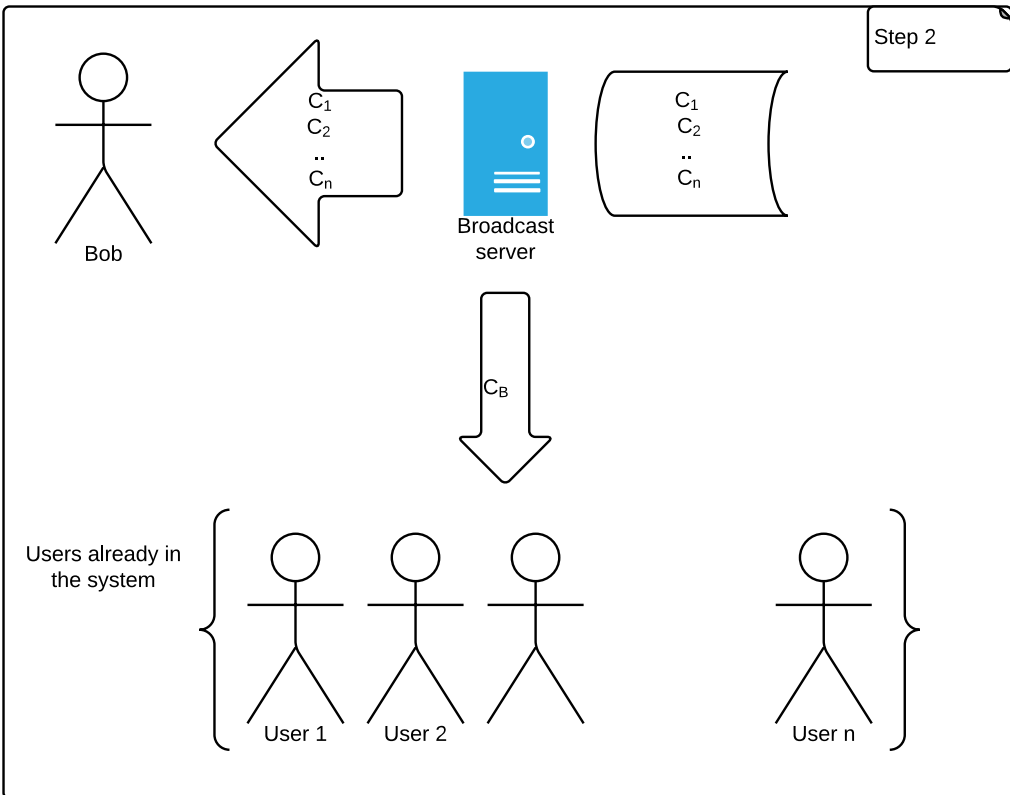 Step 2
C₁
C₂
..
Cₙ
C₁
C₂
..
Cₙ
Bob
Broadcast
server
C_B
Users already in
the system
User 1
User 2
User n